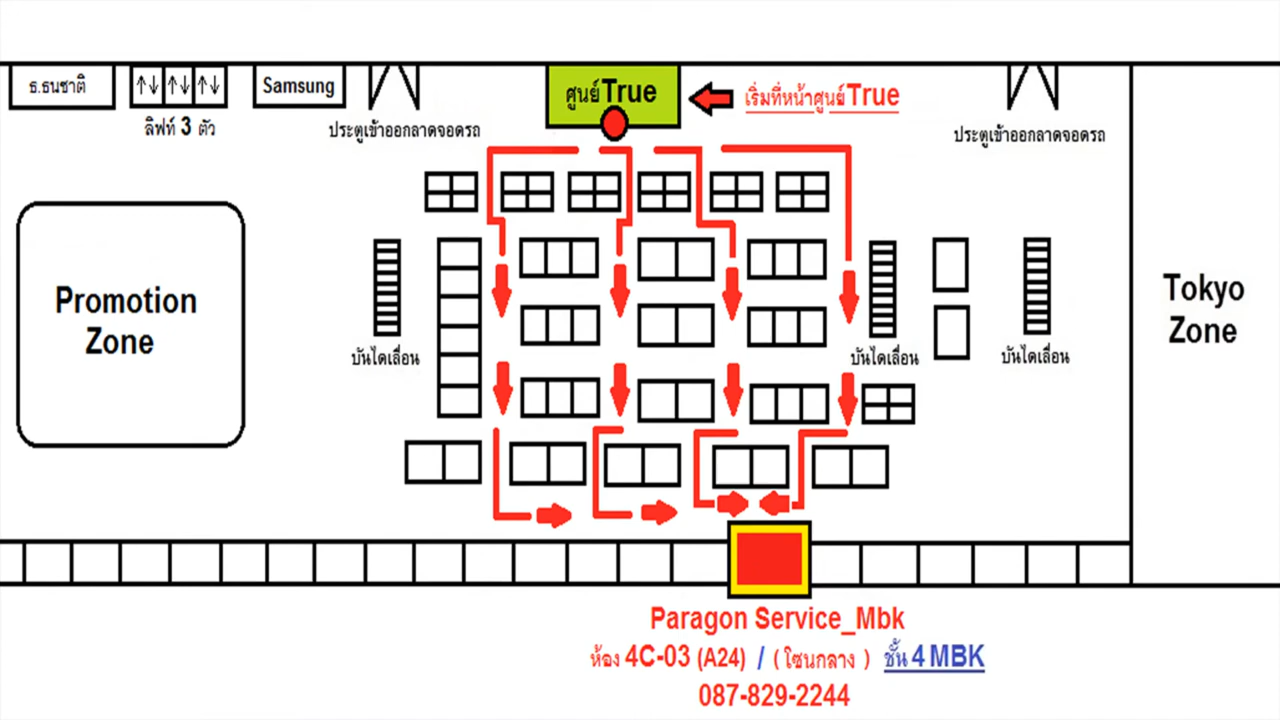 ธ.ธนชาติ
Samsung
ศูนย์True
เริ่มที่หน้าศูนย์True
ลิฟท์ 3 ตัว
ประตูเข้าออกลาดจอดรถ
ประตูเข้าออกลาดจอดรถ
Promotion
Zone
บันไดเลื่อน
บันไดเลื่อน
บันไดเลื่อน
Tokyo
Zone
Paragon Service_Mbk
ห้อง 4C-03 (A24) / ( โซนกลาง ) ชั้น 4 MBK
087-829-2244